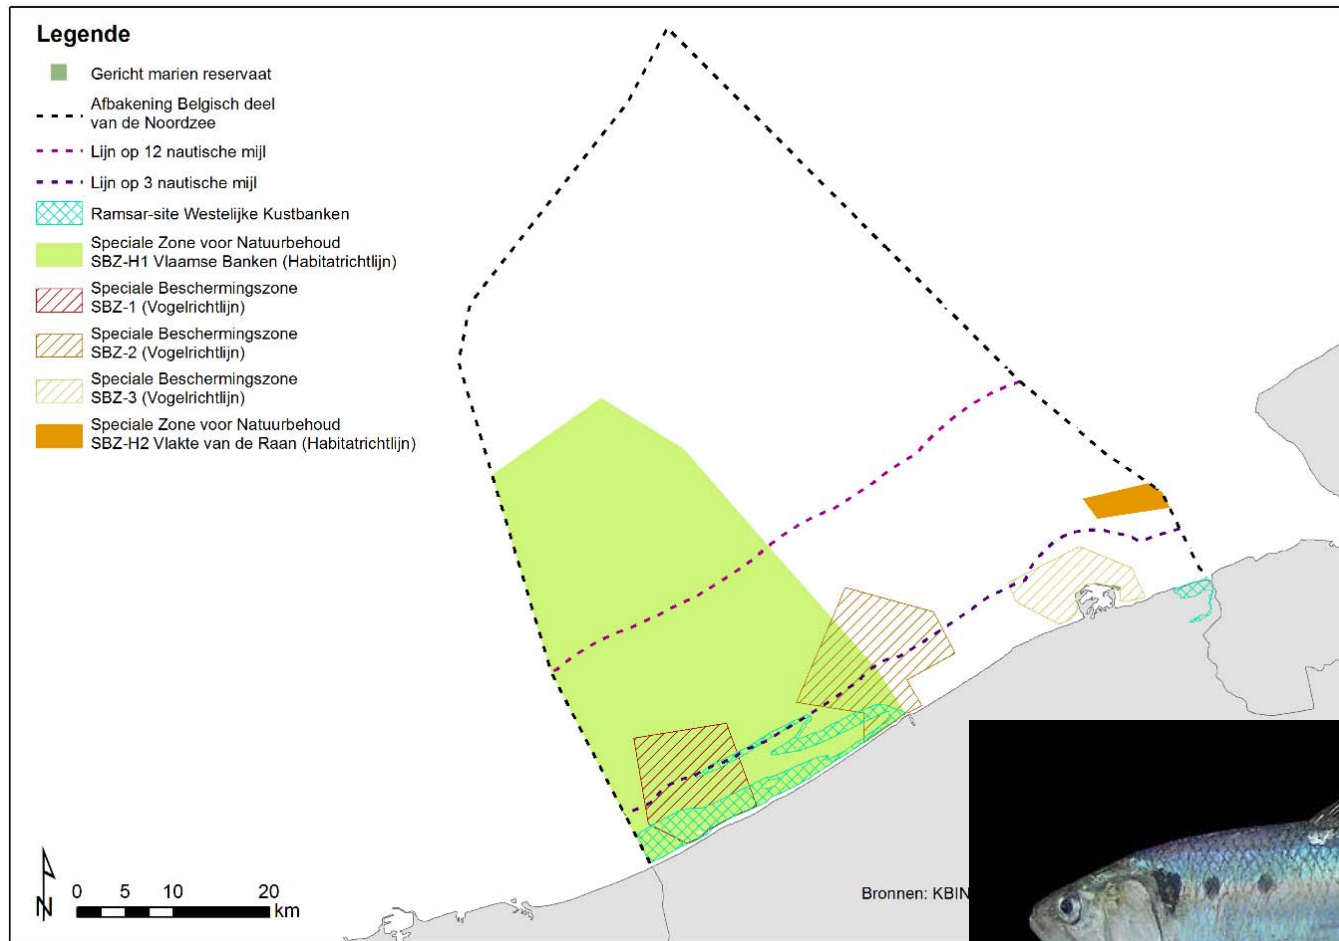 Legende
Gericht marien reservaat
Afbakening Belgisch deel
van de Noordzee
Lijn op 12 nautische mijl
Lijn op 3 nautische mijl
Ramsar-site Westelijke Kustbanken
Speciale Zone voor Natuurbehoud
SBZ-H1 Vlaamse Banken (Habitatrichtlijn)
Speciale Beschermingszone
SBZ-1 (Vogelrichtlijn)
Speciale Beschermingszone
SBZ-2 (Vogelrichtlijn)
Speciale Beschermingszone
SBZ-3 (Vogelrichtlijn)
Speciale Zone voor Natuurbehoud
SBZ-H2 Vlakte van de Raan (Habitatrichtlijn)
N
0 5 10 20
km
Bronnen: KBIN